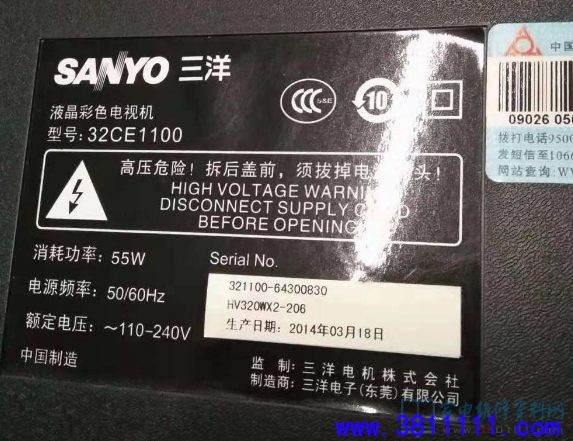 SANYO 三洋
液晶彩色电视机
型号: 32CE1100
S&E
10
高压危险! 拆后盖前, 须拔掉电 头!
HIGH VOLTAGE WARNIN
DISCONNECT SUPPLY C D
BEFORE OPENING
消耗功率: 55W
电源频率: 50/60Hz
额定电压: ～110-240V
中国制造
Serial No.
321100-64300830
HV320WX2-206
生产日期: 2014年03月18日
监 制: 三洋电机株式会社
制造商: 三洋电子(东莞)有限公司
中国
09026 050
拨打电话9500
发短信至1066
网站查询: WW
www.3811111.com